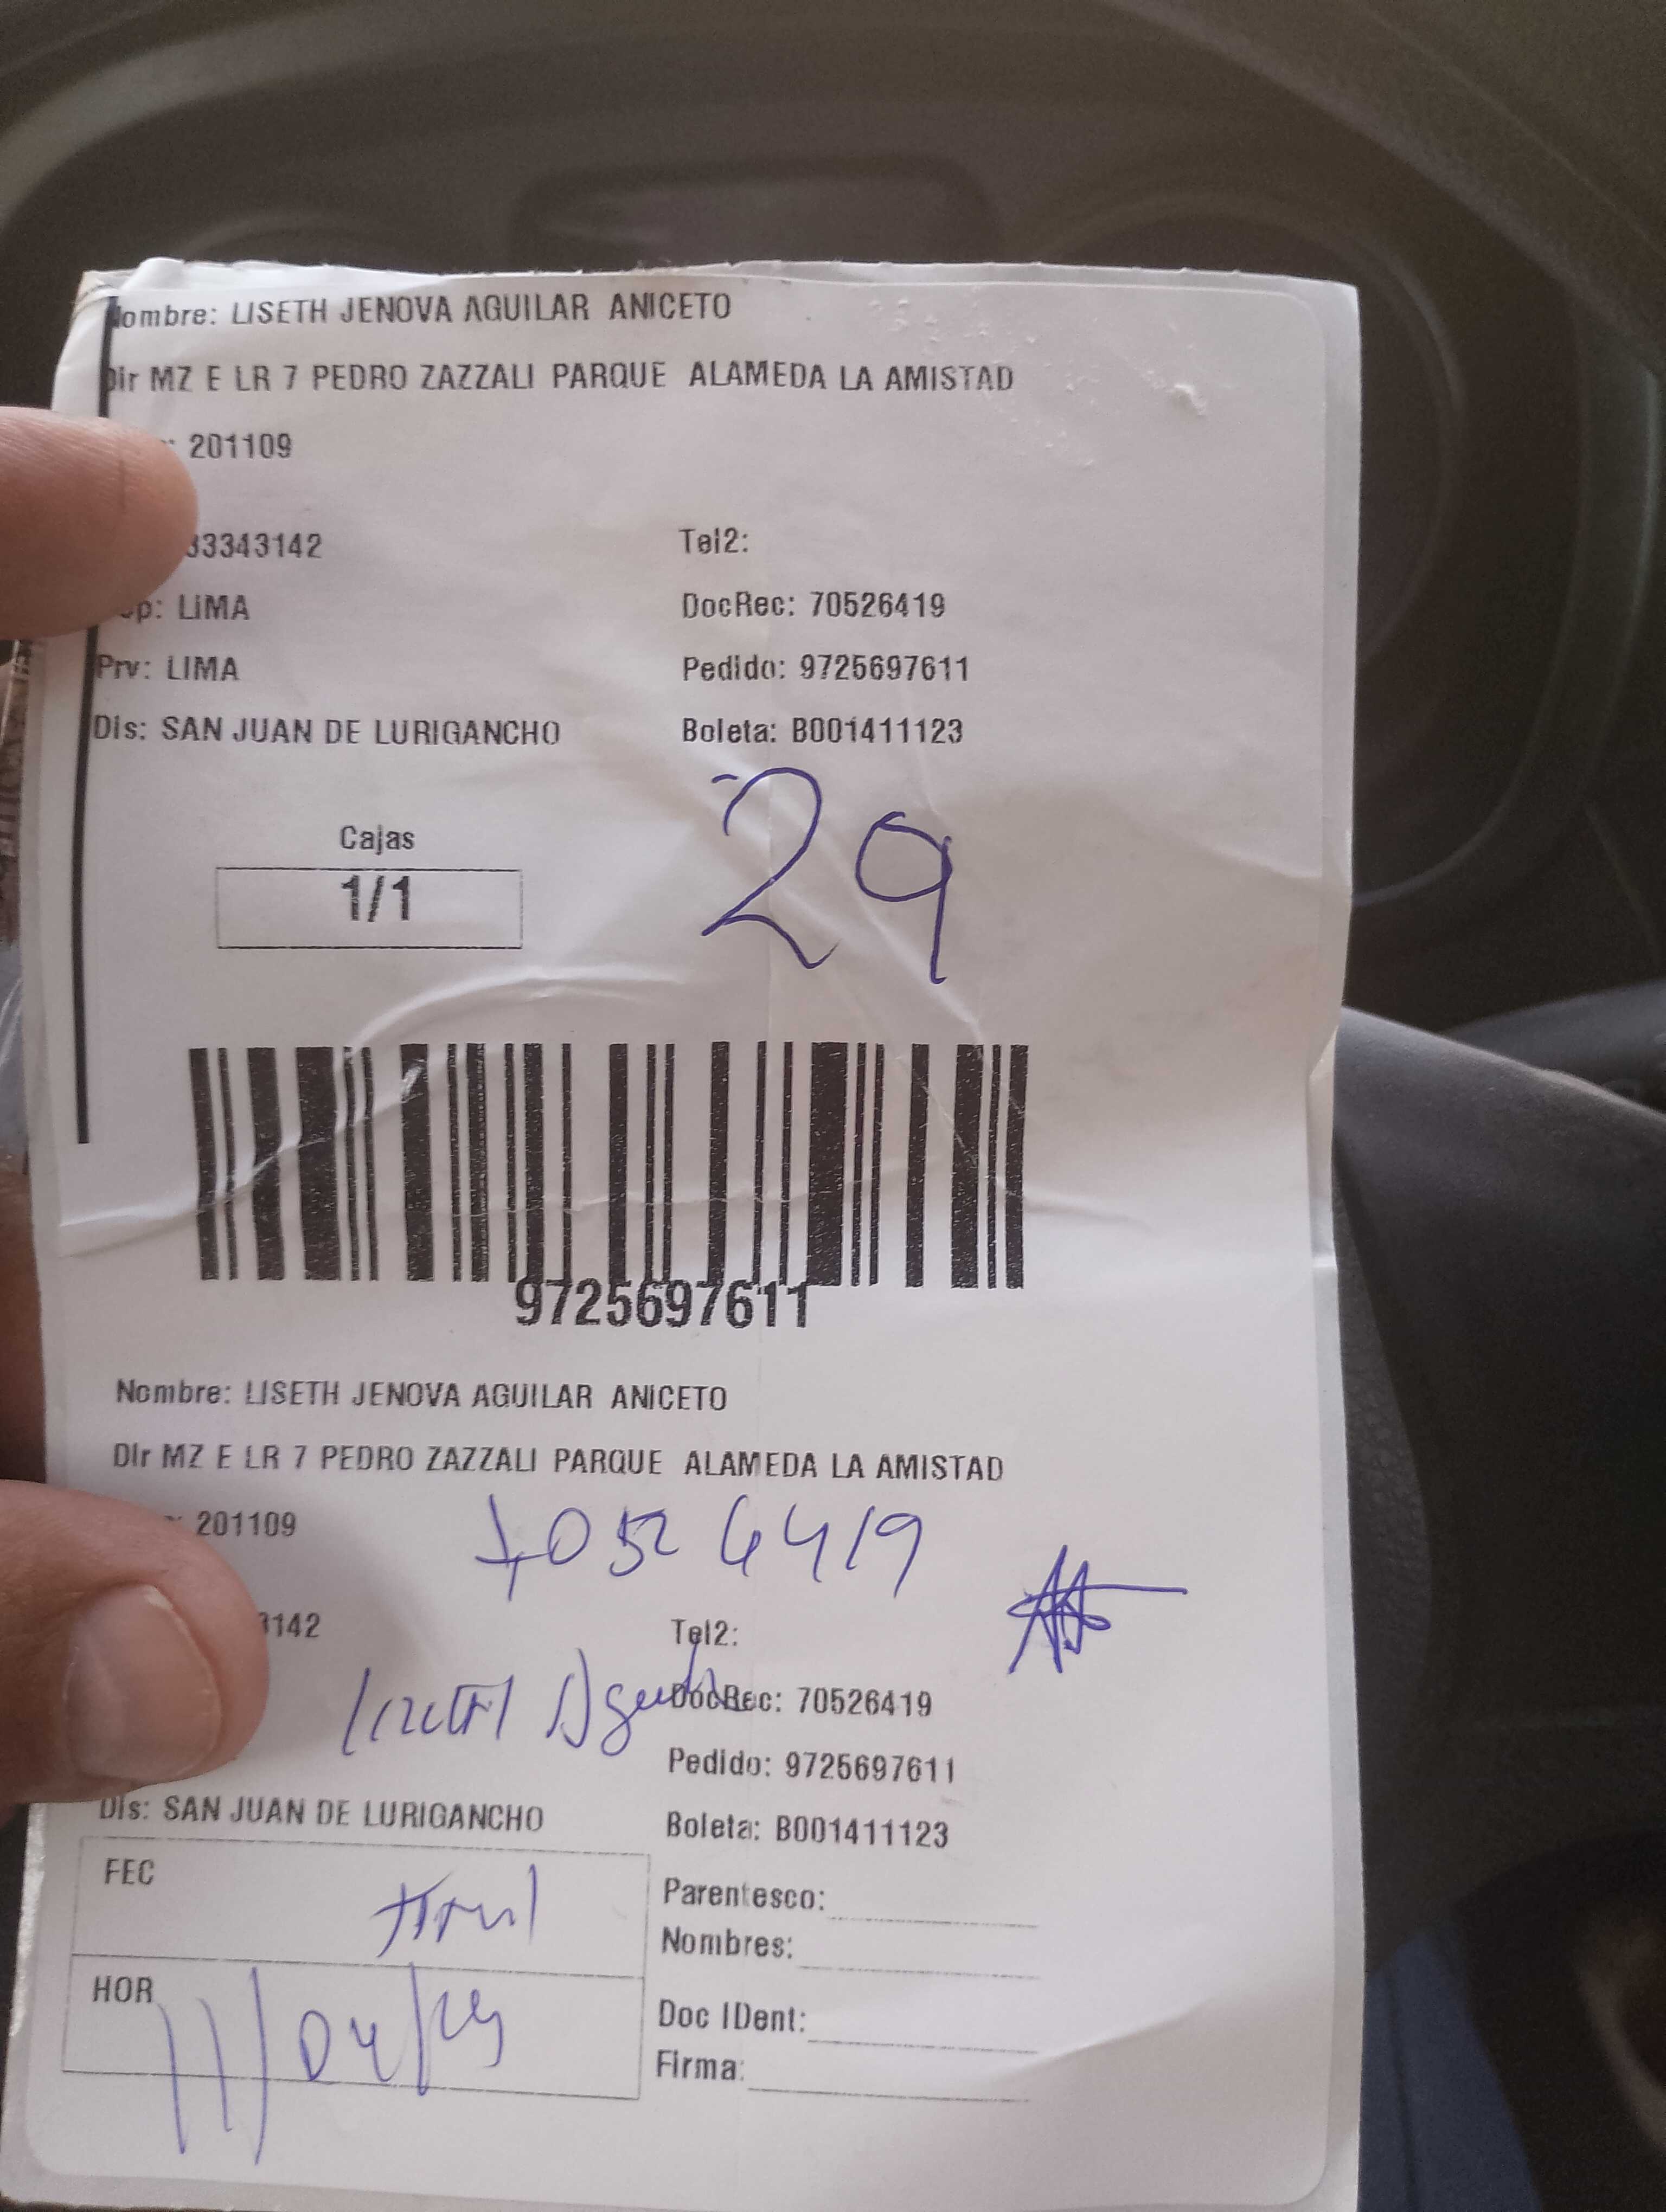 Nombre: LISETH JENOVA AGUILAR ANICETO
Dir MZ E LR 7 PEDRO ZAZZALI PARQUE ALAMEDA LA AMISTAD
: 201109
33343142 Tel2:
p: LIMA DocRec: 70526419
Prv: LIMA Pedido: 9725697611
Dis: SAN JUAN DE LURIGANCHO Boleta: B001411123
Cajas
1/1
29
9725697611
Nombre: LISETH JENOVA AGUILAR ANICETO
Dir MZ E LR 7 PEDRO ZAZZALI PARQUE ALAMEDA LA AMISTAD
: 201109
70526419
3142 Tel2:
DocRec: 70526419
Pedido: 9725697611
Dis: SAN JUAN DE LURIGANCHO Boleta: B001411123
FEC
Parentesco:
Nombres:
HOR
11/04/25
Doc IDent:
Firma: